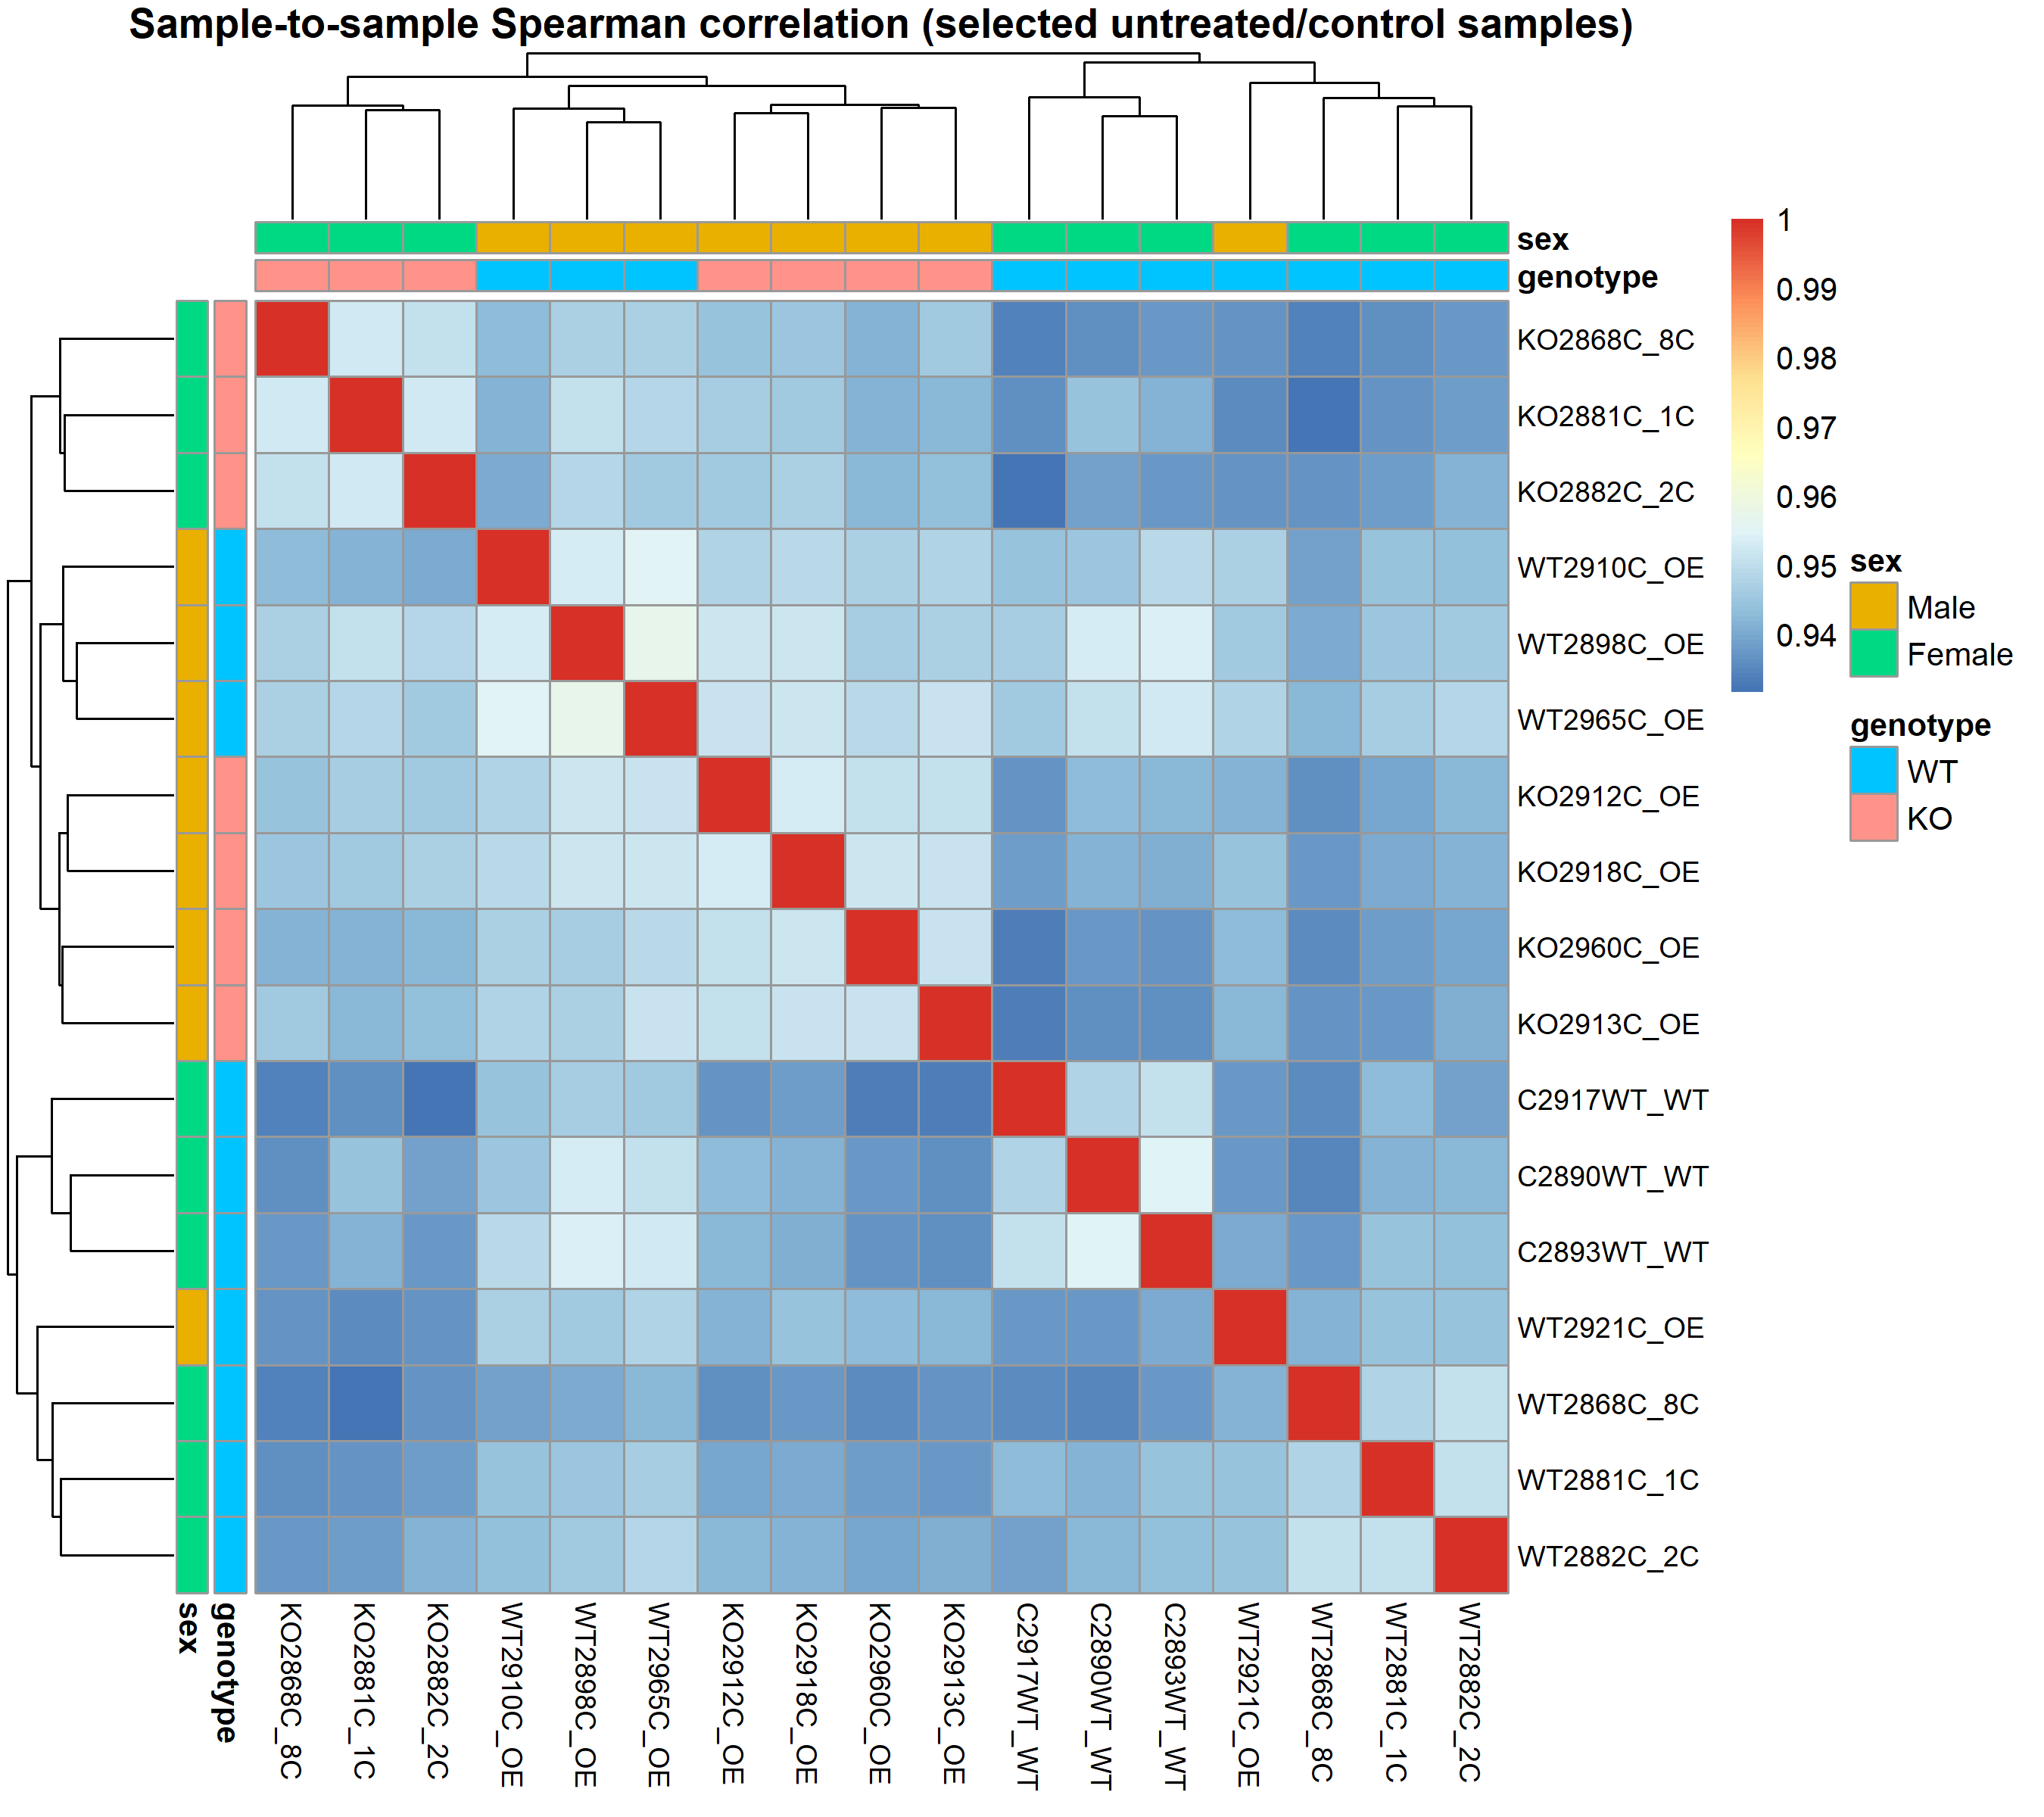 Sample-to-sample Spearman correlation (selected untreated/control samples)
sex
genotype
KO2868C_8C
KO2881C_1C
KO2882C_2C
WT2910C_OE
WT2898C_OE
WT2965C_OE
KO2912C_OE
KO2918C_OE
KO2960C_OE
KO2913C_OE
C2917WT_WT
C2890WT_WT
C2893WT_WT
WT2921C_OE
WT2868C_8C
WT2881C_1C
WT2882C_2C
1
0.99
0.98
0.97
0.96
0.95
0.94
sex
Male
Female
genotype
WT
KO
sex
genotype
KO2868C_8C
KO2881C_1C
KO2882C_2C
WT2910C_OE
WT2898C_OE
WT2965C_OE
KO2912C_OE
KO2918C_OE
KO2960C_OE
KO2913C_OE
C2917WT_WT
C2890WT_WT
C2893WT_WT
WT2921C_OE
WT2868C_8C
WT2881C_1C
WT2882C_2C